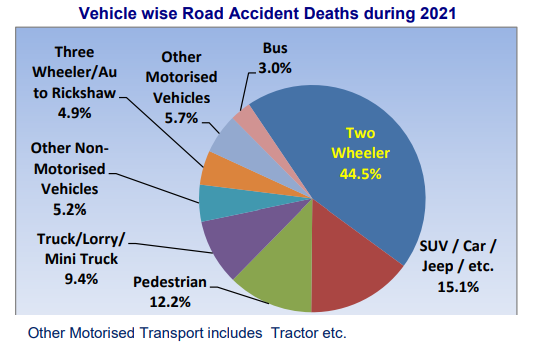 Vehicle wise Road Accident Deaths during 2021
Three
Wheeler/Au
to Rickshaw
4.9%
Other
Motorised
Vehicles
5.7%
Bus
3.0%
Two
Wheeler
44.5%
Other Non-
Motorised
Vehicles
5.2%
Truck/Lorry/
Mini Truck
9.4%
Pedestrian
12.2%
SUV / Car /
Jeep / etc.
15.1%
Other Motorised Transport includes Tractor etc.